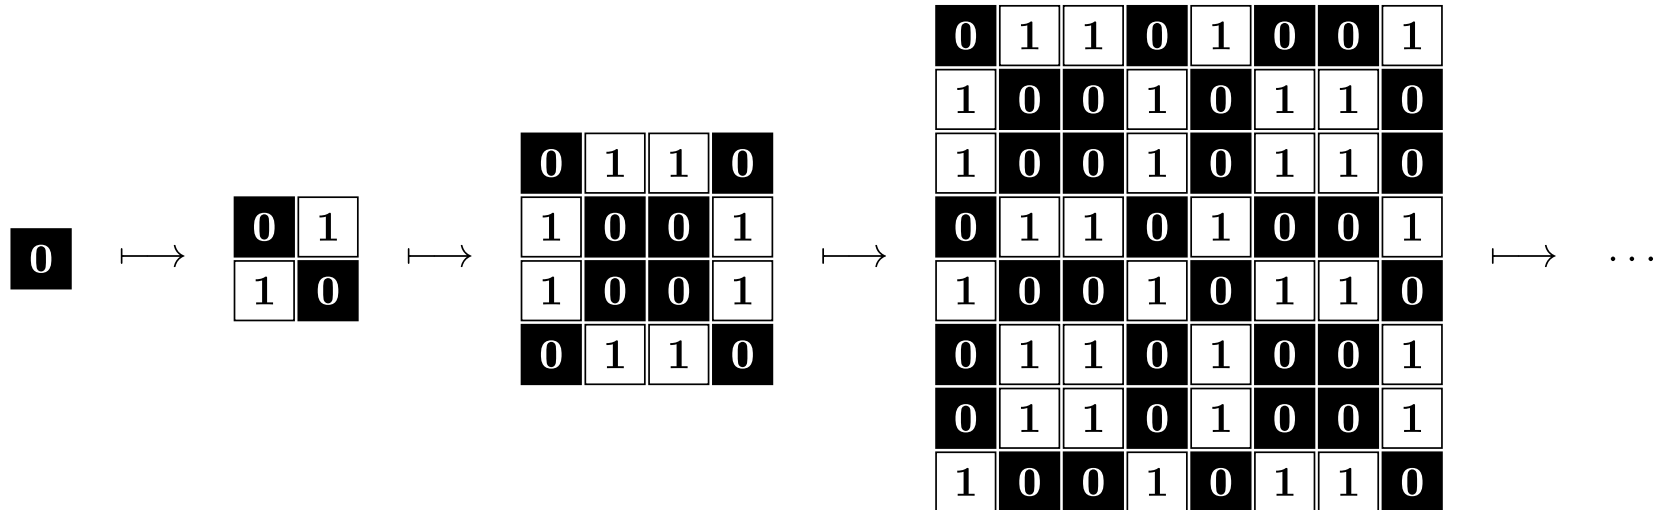 0 1 1 0 1 0 0 1
1 0 0 1 0 1 1 0
0 1 1 0 1 0 0 1 0 1 1 0
0 1 1 0 0 1 0 1 1 0 1 0 0 1
0 ⟼ ⟼ ⟼ ⟼ ...
1 0 1 0 0 1 1 0 0 1 0 1 1 0
0 1 1 0 0 1 1 0 1 0 0 1
0 1 1 0 1 0 0 1
1 0 0 1 0 1 1 0